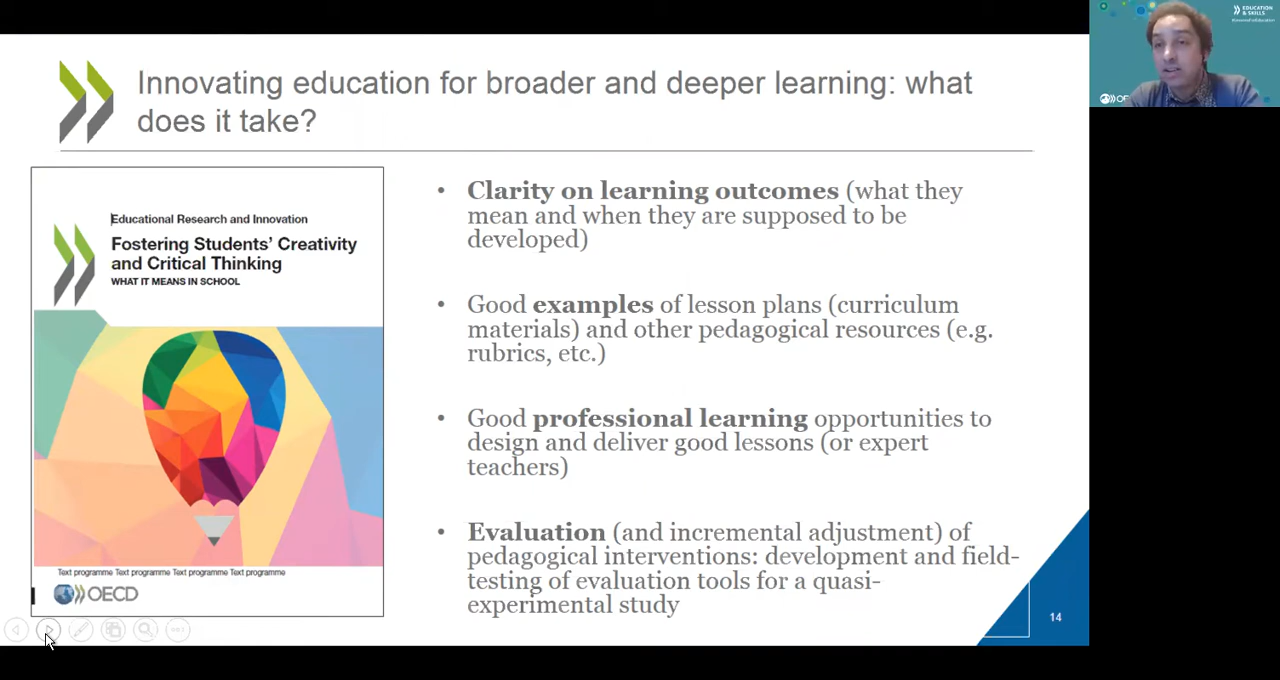 Innovating education for broader and deeper learning: what
does it take?
Educational Research and Innovation
Fostering Students' Creativity
and Critical Thinking
WHAT IT MEANS IN SCHOOL
Text programme Text programme Text programme Text programme
OECD
• Clarity on learning outcomes (what they
mean and when they are supposed to be
developed)
• Good examples of lesson plans (curriculum
materials) and other pedagogical resources (e.g.
rubrics, etc.)
• Good professional learning opportunities to
design and deliver good lessons (or expert
teachers)
• Evaluation (and incremental adjustment) of
pedagogical interventions: development and field-
testing of evaluation tools for a quasi-
experimental study
14
EDUCATION
& SKILLS